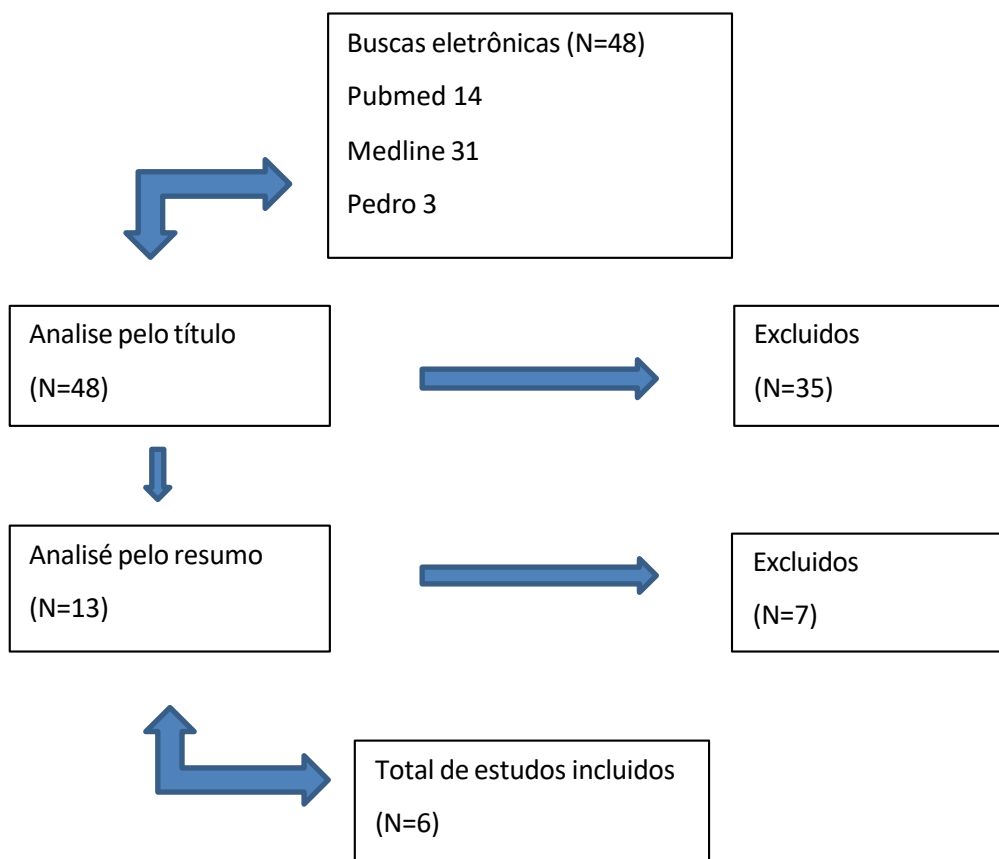 Buscas eletrônicas (N=48)
Pubmed 14
Medline 31
Pedro 3
Analise pelo título
(N=48)
Excluidos
(N=35)
Analisé pelo resumo
(N=13)
Excluidos
(N=7)
Total de estudos incluidos
(N=6)